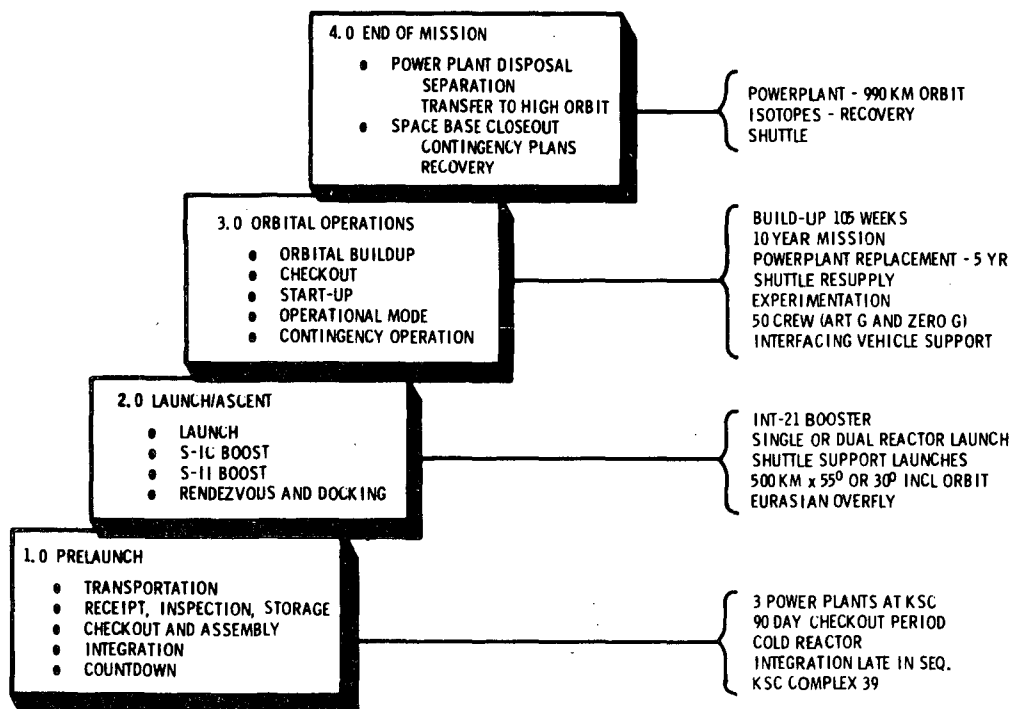 4.0 END OF MISSION
● POWER PLANT DISPOSAL
SEPARATION
TRANSFER TO HIGH ORBIT
● SPACE BASE CLOSEOUT
CONTINGENCY PLANS
RECOVERY
POWERPLANT - 990 KM ORBIT
ISOTOPES - RECOVERY
SHUTTLE
3.0 ORBITAL OPERATIONS
● ORBITAL BUILDUP
● CHECKOUT
● START-UP
● OPERATIONAL MODE
● CONTINGENCY OPERATION
BUILD-UP 105 WEEKS
10 YEAR MISSION
POWERPLANT REPLACEMENT - 5 YR
SHUTTLE RESUPPLY
EXPERIMENTATION
50 CREW (ART G AND ZERO G)
INTERFACING VEHICLE SUPPORT
2.0 LAUNCH/ASCENT
● LAUNCH
● S-IC BOOST
● S-II BOOST
● RENDEZVOUS AND DOCKING
INT-21 BOOSTER
SINGLE OR DUAL REACTOR LAUNCH
SHUTTLE SUPPORT LAUNCHES
500 KM x 55⁰ OR 30⁰ INCL ORBIT
EURASIAN OVERFLY
1.0 PRELAUNCH
● TRANSPORTATION
● RECEIPT, INSPECTION, STORAGE
● CHECKOUT AND ASSEMBLY
● INTEGRATION
● COUNTDOWN
3 POWER PLANTS AT KSC
90 DAY CHECKOUT PERIOD
COLD REACTOR
INTEGRATION LATE IN SEQ.
KSC COMPLEX 39